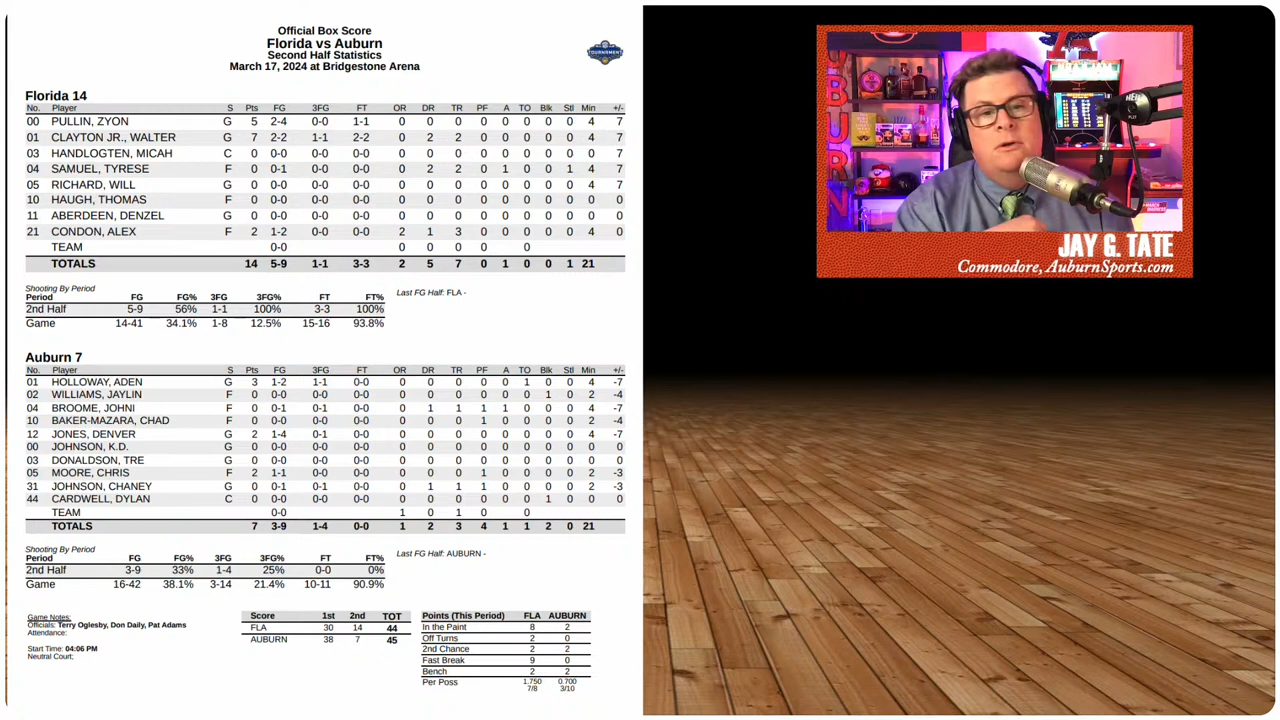 Official Box Score
Florida vs Auburn
Second Half Statistics
March 17, 2024 at Bridgestone Arena
TOURNAMENT
Florida 14
No. Player S Pts FG 3FG FT OR DR TR PF A TO Blk Stl Min +/-
00 PULLIN, ZYON G 5 2-4 0-0 1-1 0 0 0 0 0 0 0 0 4 7
01 CLAYTON JR., WALTER G 7 2-2 1-1 2-2 0 2 2 0 0 0 0 0 4 7
03 HANDLOGTEN, MICAH C 0 0-0 0-0 0-0 0 0 0 0 0 0 0 0 0 7
04 SAMUEL, TYRESE F 0 0-1 0-0 0-0 0 2 2 0 1 0 0 1 4 7
05 RICHARD, WILL G 0 0-0 0-0 0-0 0 0 0 0 0 0 0 0 4 7
10 HAUGH, THOMAS F 0 0-0 0-0 0-0 0 0 0 0 0 0 0 0 0 0
11 ABERDEEN, DENZEL G 0 0-0 0-0 0-0 0 0 0 0 0 0 0 0 0 0
21 CONDON, ALEX F 2 1-2 0-0 0-0 2 1 3 0 0 0 0 0 4 0
TEAM 0-0 0 0 0 0 0
TOTALS 14 5-9 1-1 3-3 2 5 7 0 1 0 0 1 21
Shooting By Period
Period FG FG% 3FG 3FG% FT FT%
2nd Half 5-9 56% 1-1 100% 3-3 100%
Game 14-41 34.1% 1-8 12.5% 15-16 93.8%
Last FG Half: FLA -
Auburn 7
No. Player S Pts FG 3FG FT OR DR TR PF A TO Blk Stl Min +/-
01 HOLLOWAY, ADEN G 3 1-2 1-1 0-0 0 0 0 0 0 1 0 0 4 -7
02 WILLIAMS, JAYLIN F 0 0-0 0-0 0-0 0 0 0 0 0 0 1 0 2 -4
04 BROOME, JOHNI F 0 0-1 0-1 0-0 0 1 1 1 1 0 0 0 4 -7
10 BAKER-MAZARA, CHAD F 0 0-0 0-0 0-0 0 0 0 1 0 0 0 0 2 -4
12 JONES, DENVER G 2 1-4 0-1 0-0 0 0 0 0 0 0 0 0 4 -7
00 JOHNSON, K.D. G 0 0-0 0-0 0-0 0 0 0 0 0 0 0 0 0 0
03 DONALDSON, TRE G 0 0-0 0-0 0-0 0 0 0 0 0 0 0 0 0 0
05 MOORE, CHRIS F 2 1-1 0-0 0-0 0 0 0 1 0 0 0 0 2 -3
31 JOHNSON, CHANEY F 0 0-1 0-1 0-0 0 1 1 1 0 0 0 0 2 -3
44 CARDWELL, DYLAN C 0 0-0 0-0 0-0 0 0 0 0 0 0 1 0 0 0
TEAM 0-0 1 0 1 0 0
TOTALS 7 3-9 1-4 0-0 1 2 3 4 1 1 2 0 21
Shooting By Period
Period FG FG% 3FG 3FG% FT FT%
2nd Half 3-9 33% 1-4 25% 0-0 0%
Game 16-42 38.1% 3-14 21.4% 10-11 90.9%
Last FG Half: AUBURN -
Game Notes:
Officials: Terry Oglesby, Don Daily, Pat Adams
Attendance:
Start Time: 04:06 PM
Neutral Court;
Score 1st 2nd TOT
FLA 30 14 44
AUBURN 38 7 45
Points (This Period) FLA AUBURN
In the Paint 8 2
Off Turns 2 0
2nd Chance 2 2
Fast Break 9 0
Bench 2 2
Per Poss 1.750 0.700
7/8 3/10
JAY G. TATE
Commodore, AuburnSports.com